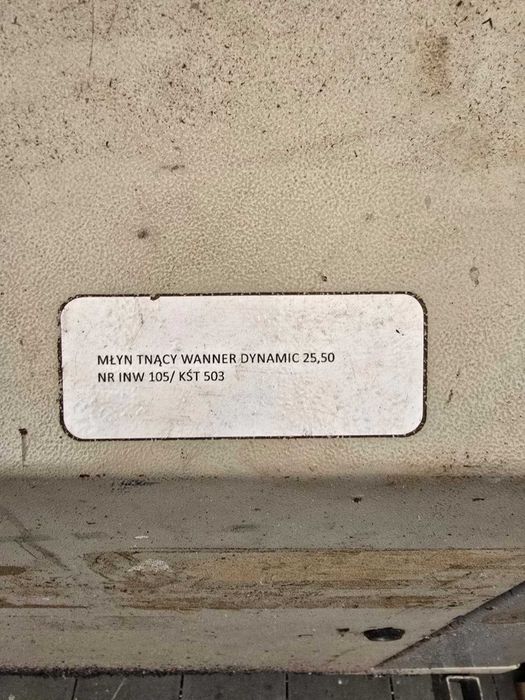 MŁYN TNĄCY WANNER DYNAMIC 25,50
NR INW 105/ KŚT 503